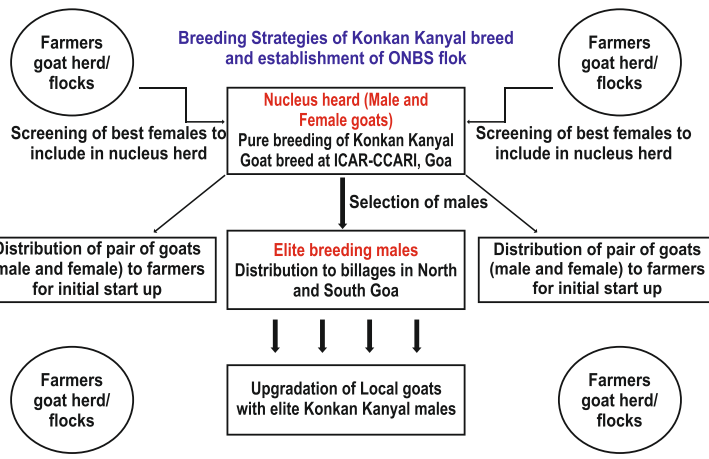 Breeding Strategies of Konkan Kanyal breed
and establishment of ONBS flok
Farmers
goat herd/
flocks
Farmers
goat herd/
flocks
Screening of best females to
include in nucleus herd
Nucleus heard (Male and
Female goats)
Pure breeding of Konkan Kanyal
Goat breed at ICAR-CCARI, Goa
Screening of best females to
include in nucleus herd
Selection of males
Distribution of pair of goats
(male and female) to farmers
for initial start up
Elite breeding males
Distribution to billages in North
and South Goa
Distribution of pair of goats
(male and female) to farmers
for initial start up
Farmers
goat herd/
flocks
Upgradation of Local goats
with elite Konkan Kanyal males
Farmers
goat herd/
flocks